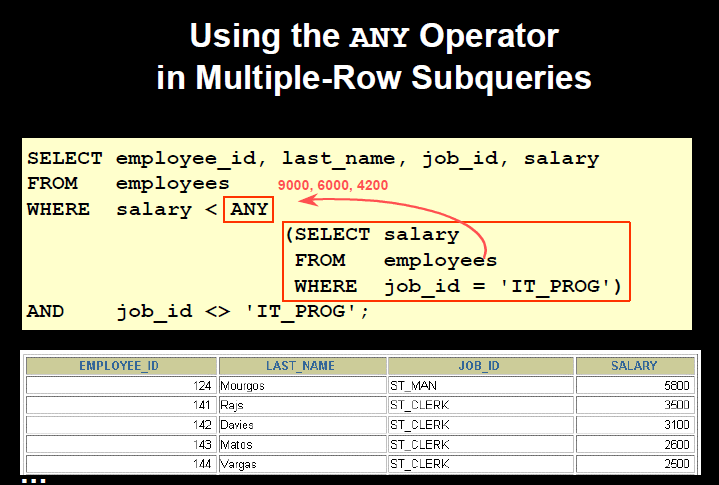 Using the ANY Operator
in Multiple-Row Subqueries
SELECT employee_id, last_name, job_id, salary
FROM employees
9000, 6000, 4200
WHERE salary < ANY
(SELECT salary
FROM employees
WHERE job_id = 'IT_PROG')
AND job_id <> 'IT_PROG';
EMPLOYEE_ID LAST_NAME JOB_ID SALARY
124 Mourgos ST_MAN 5800
141 Rajs ST_CLERK 3500
142 Davies ST_CLERK 3100
143 Matos ST_CLERK 2600
144 Vargas ST_CLERK 2500
...